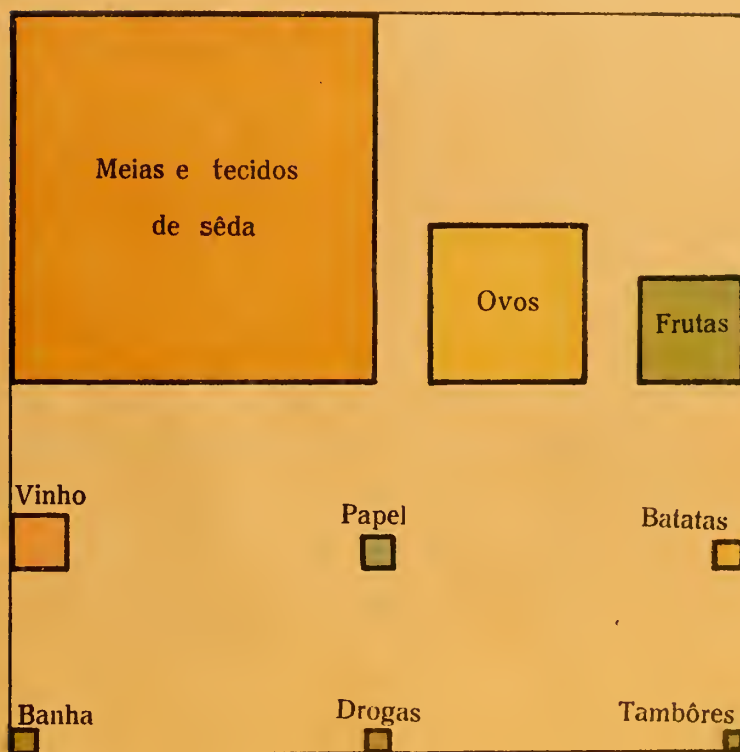 Meias e tecidos
de sêda
Ovos
Frutas
Vinho
Papel
Batatas
Banha
Drogas
Tambôres